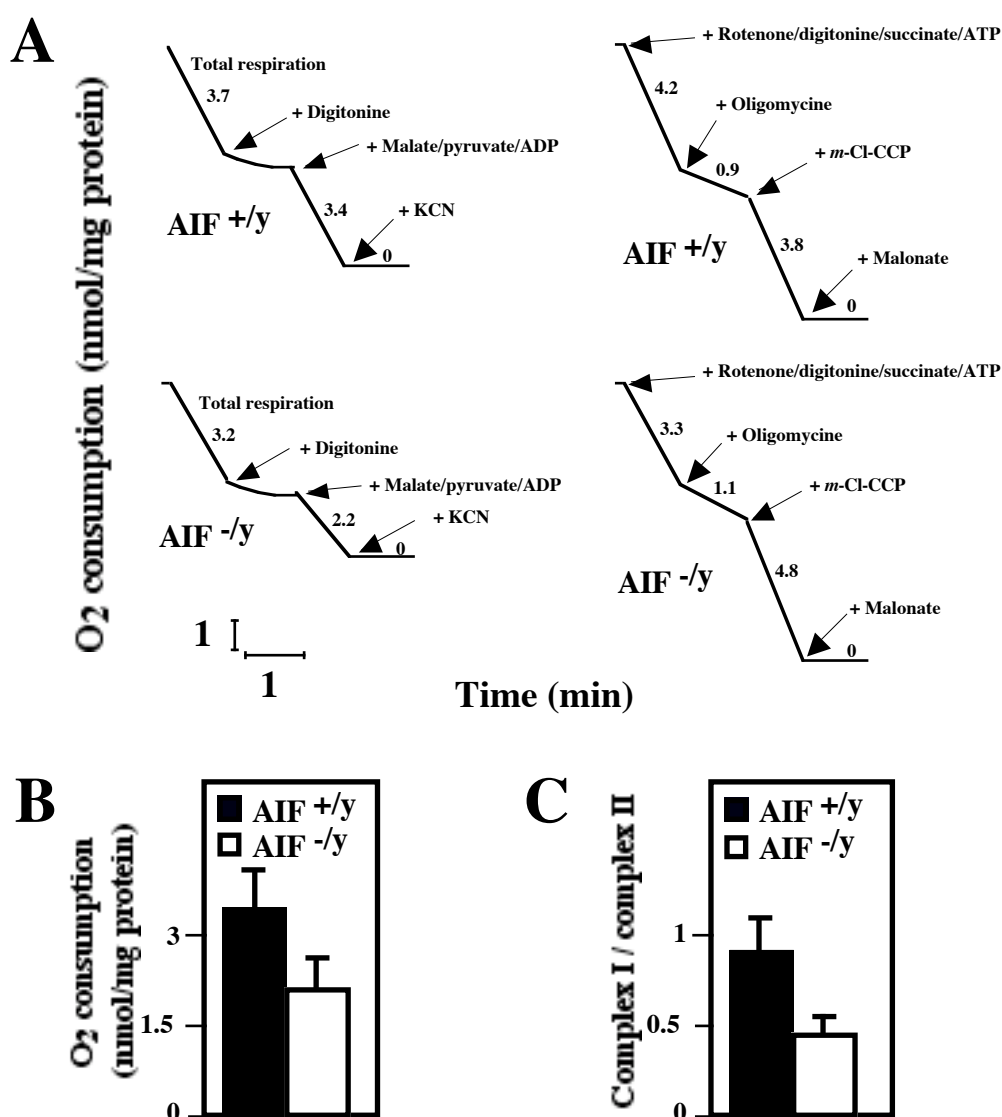 A
O2 consumption (nmol/mg protein)
Total respiration
3.7
+ Digitonine
+ Malate/pyruvate/ADP
3.4
+ KCN
0
AIF +/y
+ Rotenone/digitonine/succinate/ATP
4.2
+ Oligomycine
0.9
+ m-Cl-CCP
3.8
+ Malonate
0
AIF +/y
Total respiration
3.2
+ Digitonine
+ Malate/pyruvate/ADP
2.2
+ KCN
0
AIF -/y
+ Rotenone/digitonine/succinate/ATP
3.3
+ Oligomycine
1.1
+ m-Cl-CCP
4.8
+ Malonate
0
AIF -/y
1
1
Time (min)
B
O2 consumption
(nmol/mg protein)
AIF +/y
AIF -/y
3
1.5
0
C
Complex I / complex II
AIF +/y
AIF -/y
1
0.5
0